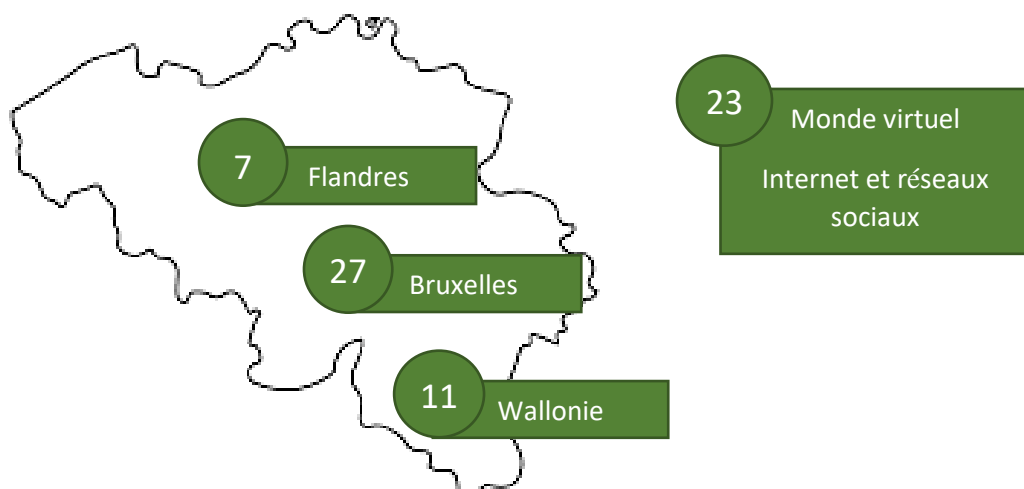 7
Flandres
27
Bruxelles
11
Wallonie
23
Monde virtuel
Internet et réseaux
sociaux